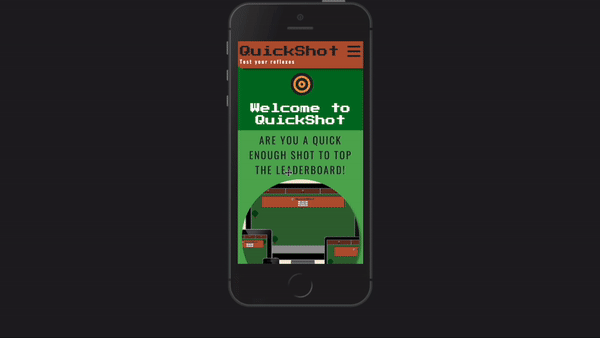 QuickShot
Test your reflexes
Welcome to
QuickShot
ARE YOU A QUICK
ENOUGH SHOT TO TOP
THE LEADERBOARD!